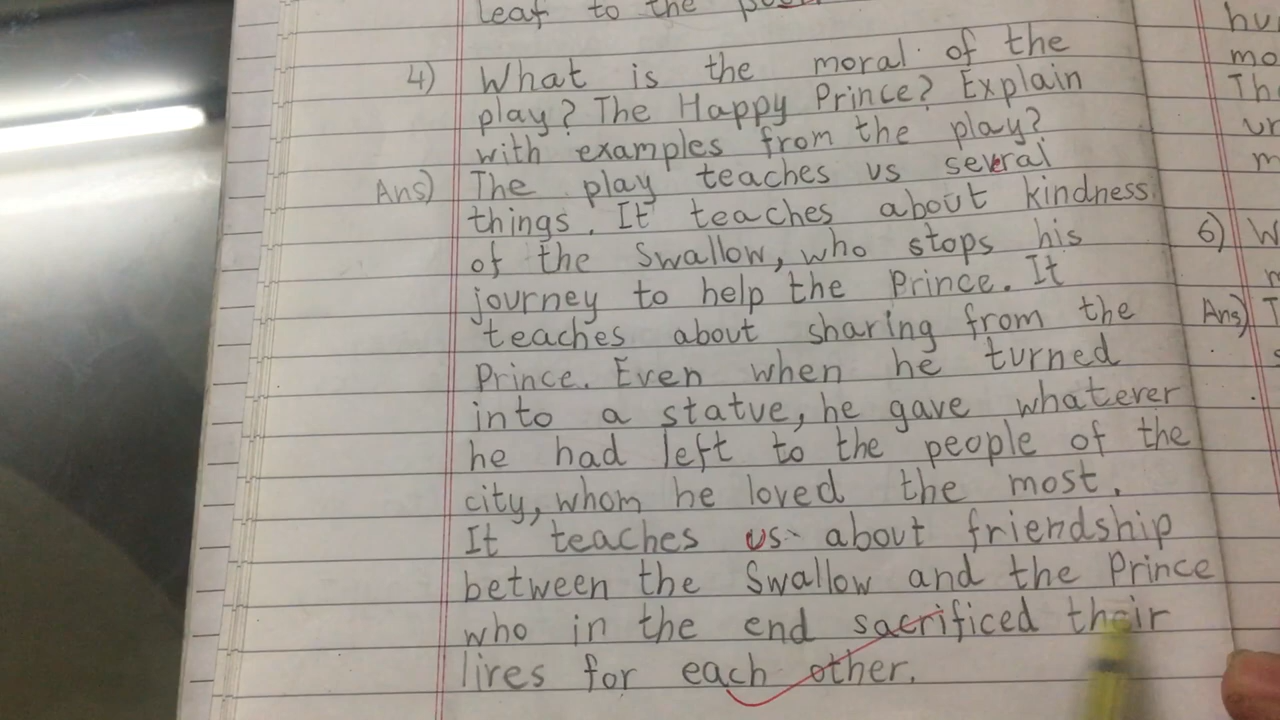 leaf to the
4) What is the moral of the
play? The Happy Prince? Explain
with examples from the play?
Ans) The play teaches us several
things. It teaches about kindness
of the Swallow, who stops his
journey to help the Prince. It
teaches about sharing from the
Prince. Even when he turned
into a statue, he gave whatever
he had left to the people of the
city, whom he loved the most.
It teaches us about friendship
between the Swallow and the Prince
who in the end sacrificed their
lives for each other.
6)
Ans)